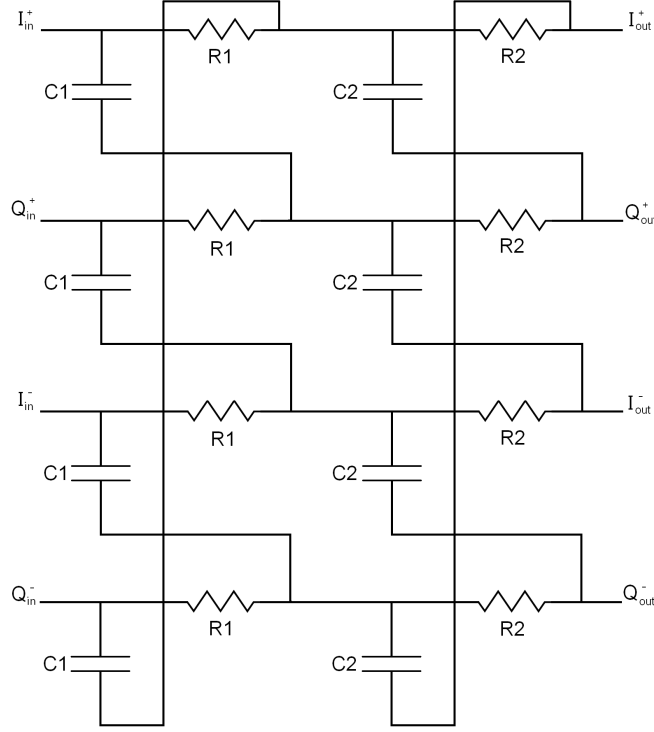 I⁺in
I⁺out
R1
R2
C1
C2
Q⁺in
Q⁺out
R1
R2
C1
C2
I⁻in
I⁻out
R1
R2
C1
C2
Q⁻in
Q⁻out
R1
R2
C1
C2